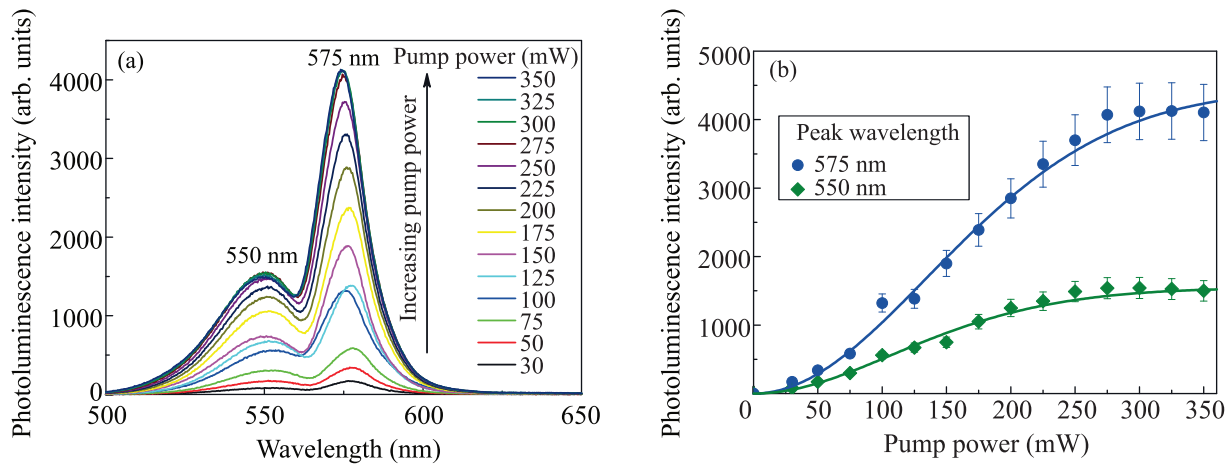 (a)
575 nm
550 nm
Pump power (mW)
350
325
300
275
250
225
200
175
150
125
100
75
50
30
Increasing pump power
Photoluminescence intensity (arb. units)
4000
3000
2000
1000
0
500
550
600
650
Wavelength (nm)
(b)
Peak wavelength
575 nm
550 nm
Photoluminescence intensity (arb. units)
5000
4000
3000
2000
1000
0
50
100
150
200
250
300
350
Pump power (mW)